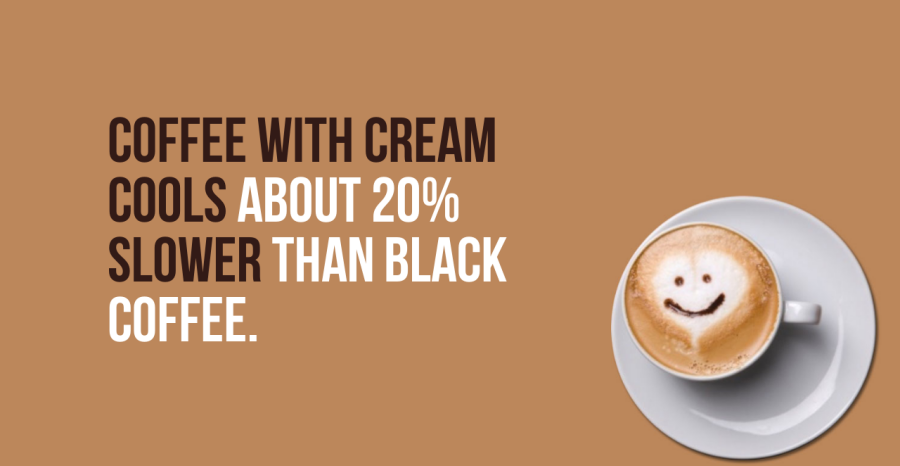 COFFEE WITH CREAM
COOLS ABOUT 20%
SLOWER THAN BLACK
COFFEE.